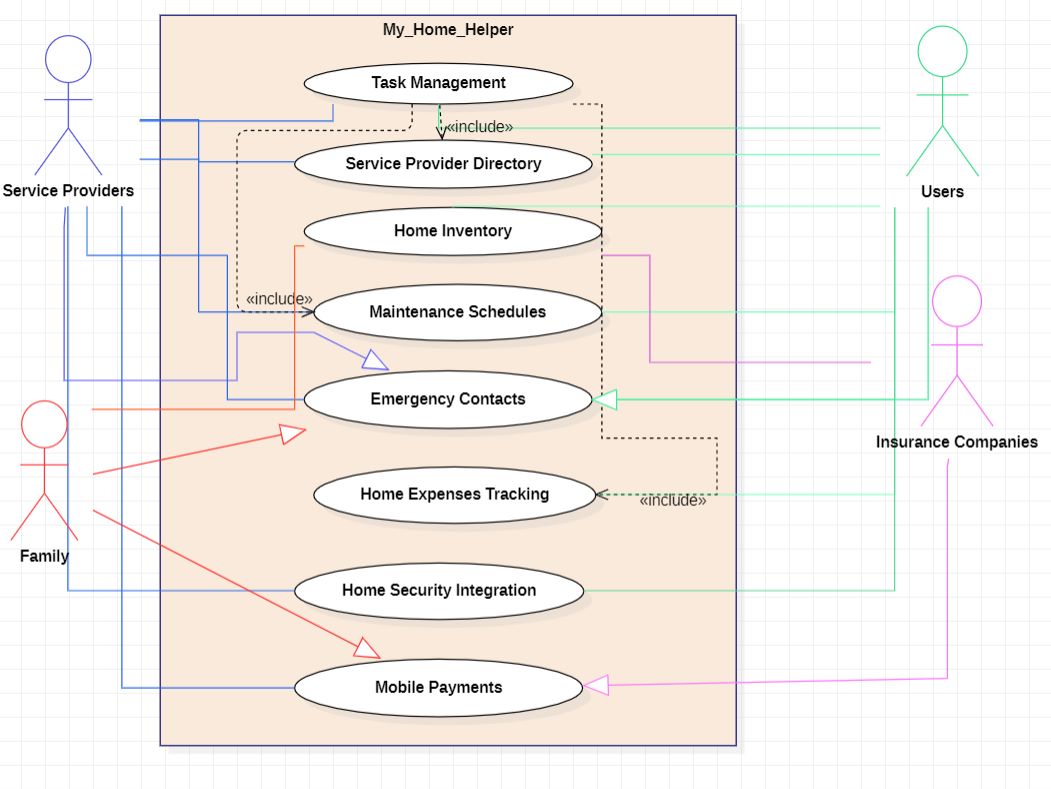 My_Home_Helper
Task Management
«include»
Service Provider Directory
Service Providers
Users
Home Inventory
«include»
Maintenance Schedules
Emergency Contacts
Insurance Companies
Home Expenses Tracking
«include»
Family
Home Security Integration
Mobile Payments